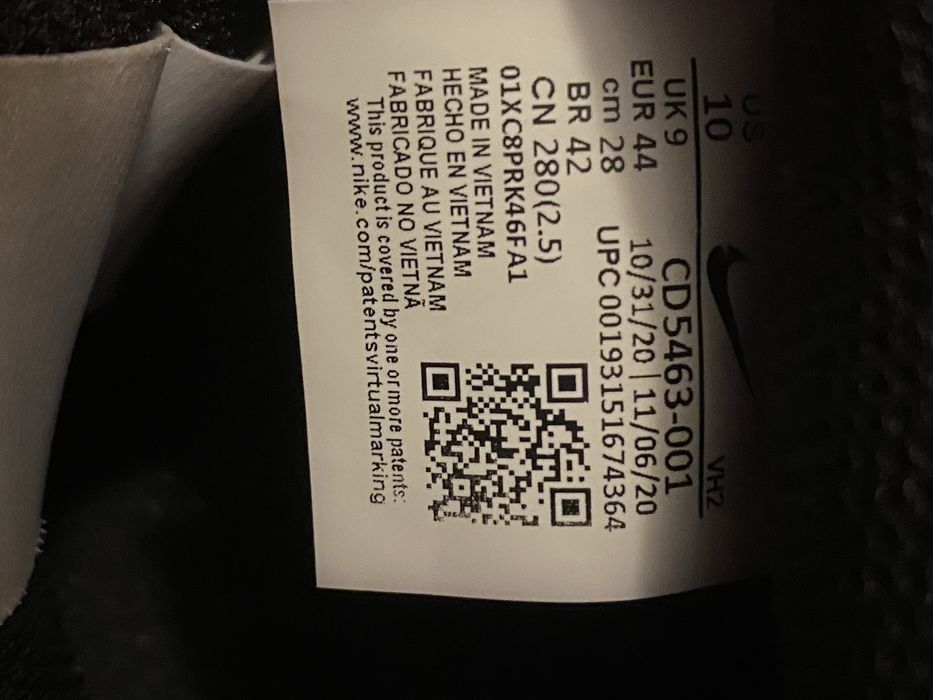 US
10
VH2
UK 9
CD5463-001
EUR 44
10/31/20 | 11/06/20
cm 28
UPC 00193151674364
BR 42
CN 280(2.5)
01XC8PRK46FA1
MADE IN VIETNAM
HECHO EN VIETNAM
FABRIQUE AU VIETNAM
FABRICADO NO VIETNÃ
This product is covered by one or more patents:
www.nike.com/patentsvirtualmarking